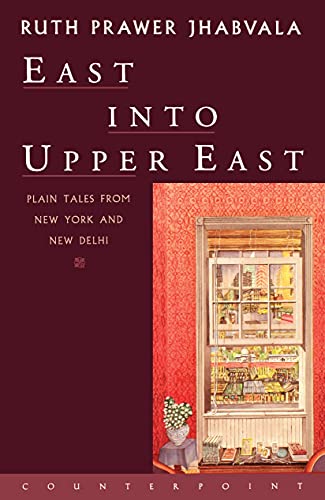 RUTH PRAWER JHABVALA
EAST
INTO
UPPER EAST
PLAIN TALES FROM
NEW YORK AND
NEW DELHI
COUNTERPOINT